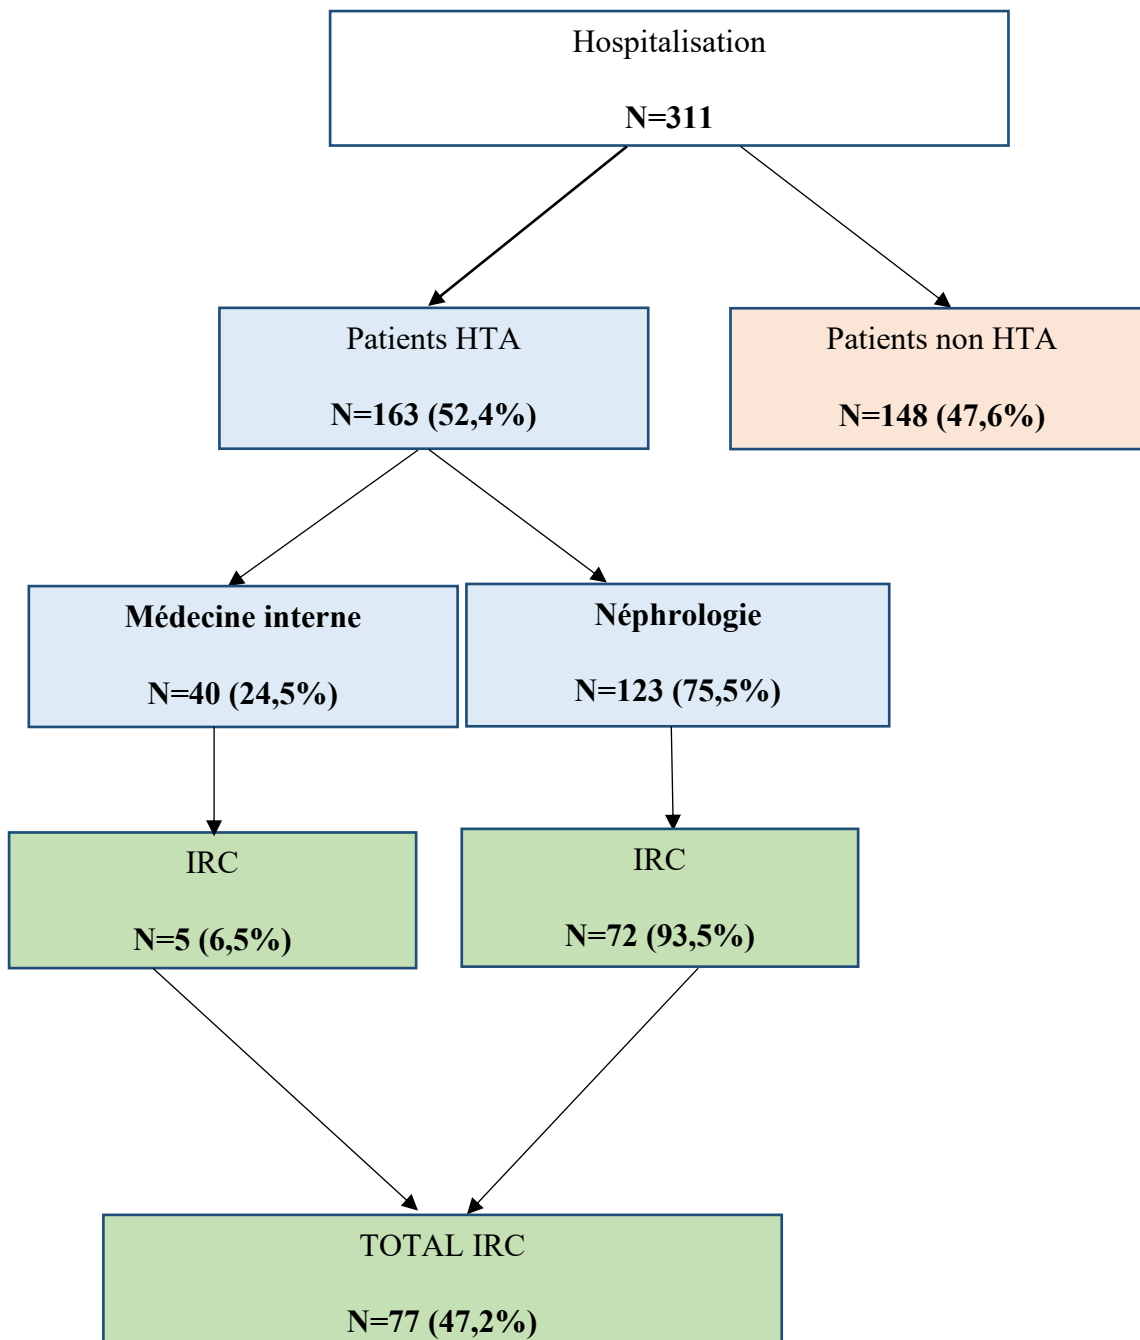 Hospitalisation
N=311
Patients HTA
N=163 (52,4%)
Patients non HTA
N=148 (47,6%)
Médecine interne
N=40 (24,5%)
Néphrologie
N=123 (75,5%)
IRC
N=5 (6,5%)
IRC
N=72 (93,5%)
TOTAL IRC
N=77 (47,2%)